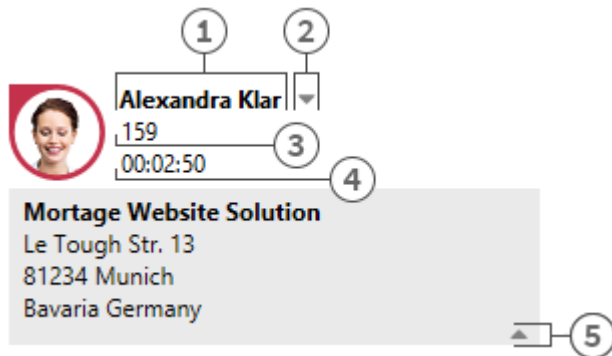 1
2
Alexandra Klar
159
3
00:02:50
4
Mortage Website Solution
Le Tough Str. 13
81234 Munich
Bavaria Germany
5